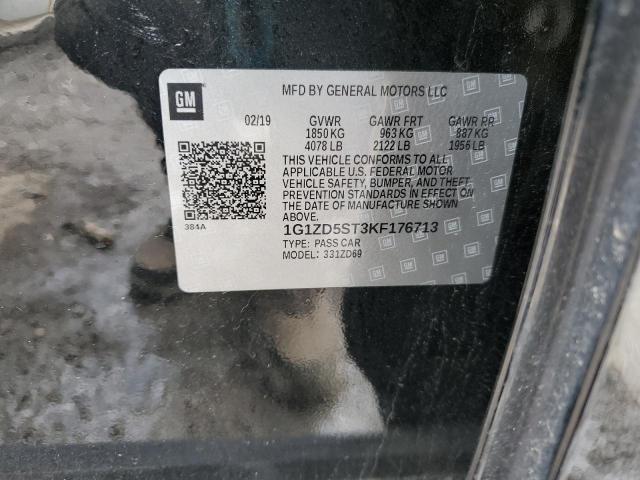 GM
MFD BY GENERAL MOTORS LLC
02/19 GVWR GAWR FRT GAWR RR
1850 KG 963 KG 887 KG
4078 LB 2122 LB 1956 LB
THIS VEHICLE CONFORMS TO ALL
APPLICABLE U.S. FEDERAL MOTOR
VEHICLE SAFETY, BUMPER, AND THEFT
PREVENTION STANDARDS IN EFFECT ON
THE DATE OF MANUFACTURE SHOWN
ABOVE.
384A
1G1ZD5ST3KF176713
TYPE: PASS CAR
MODEL: 331ZD69